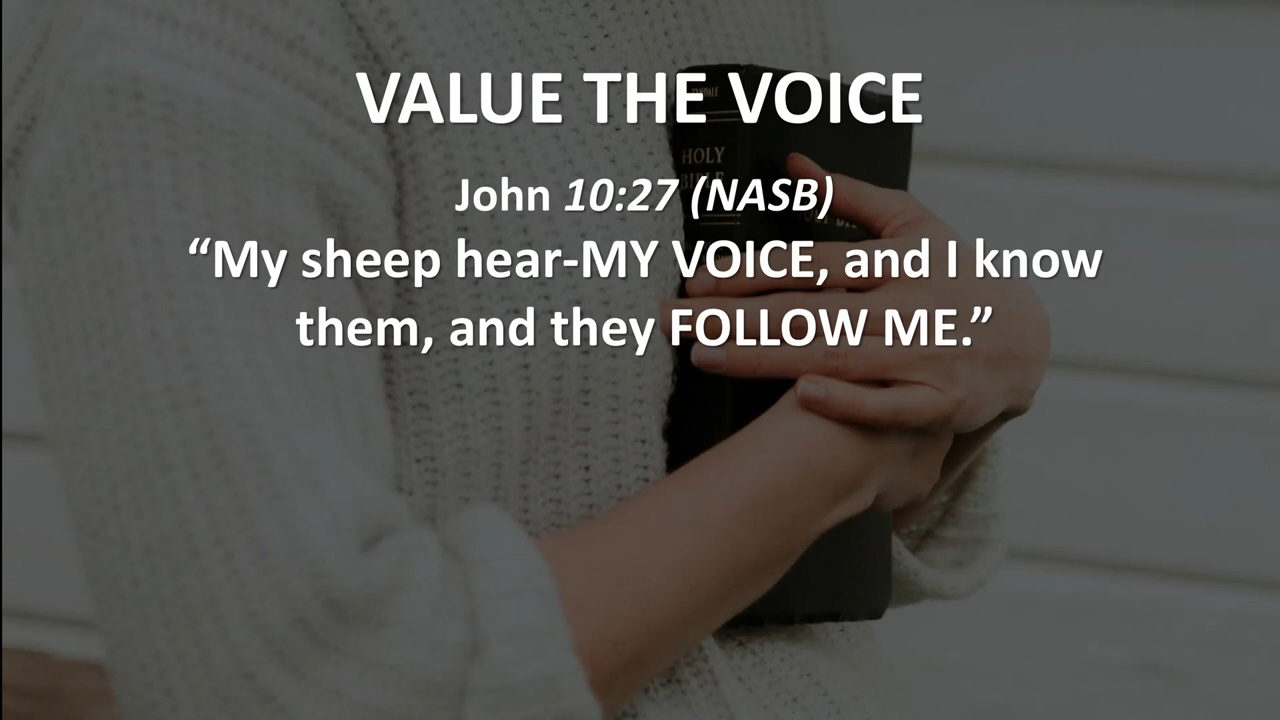 VALUE THE VOICE
John 10:27 (NASB)
“My sheep hear-MY VOICE, and I know
them, and they FOLLOW ME.”
HOLY
BIBLE